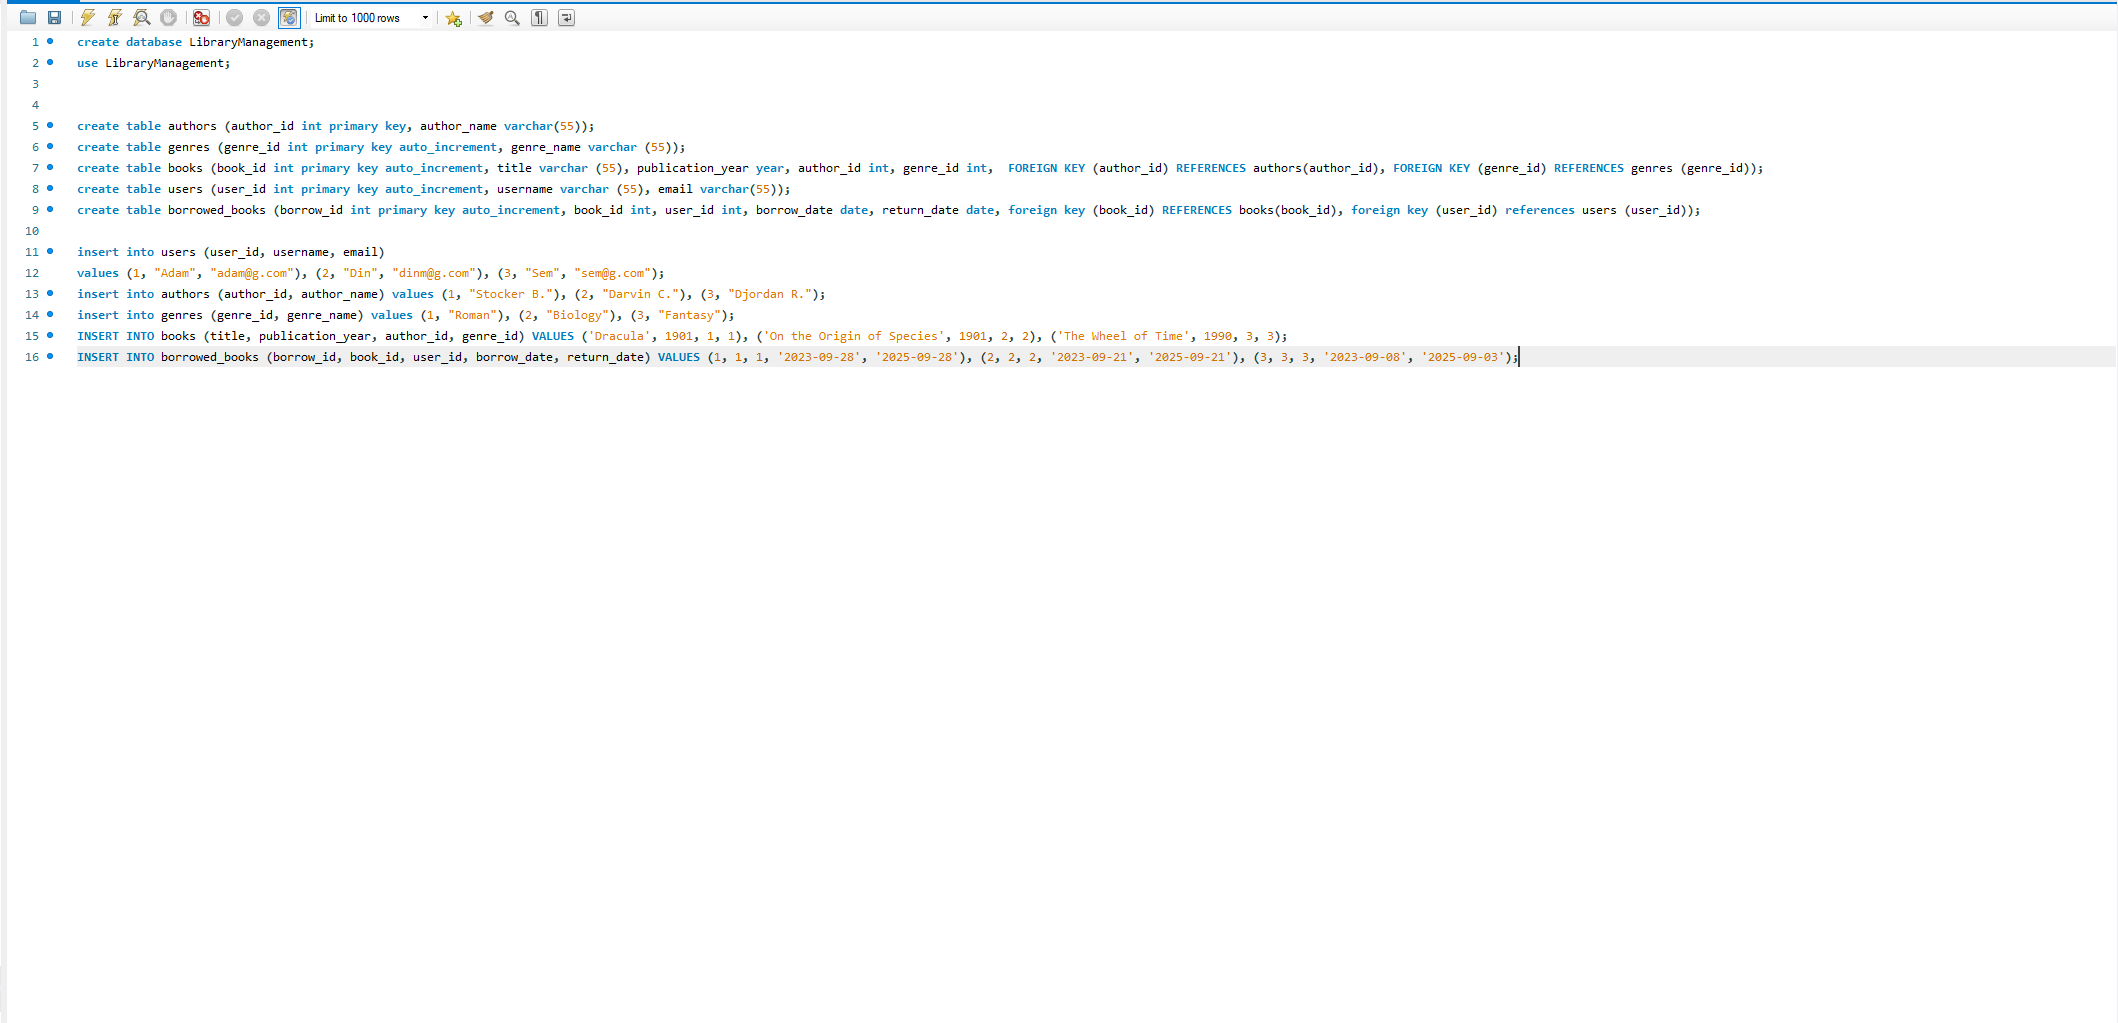 Limit to 1000 rows
1 create database LibraryManagement;
2 use LibraryManagement;
3
4
5 create table authors (author_id int primary key, author_name varchar(55));
6 create table genres (genre_id int primary key auto_increment, genre_name varchar (55));
7 create table books (book_id int primary key auto_increment, title varchar (55), publication_year year, author_id int, genre_id int,  FOREIGN KEY (author_id) REFERENCES authors(author_id), FOREIGN KEY (genre_id) REFERENCES genres (genre_id));
8 create table users (user_id int primary key auto_increment, username varchar (55), email varchar(55));
9 create table borrowed_books (borrow_id int primary key auto_increment, book_id int, user_id int, borrow_date date, return_date date, foreign key (book_id) REFERENCES books(book_id), foreign key (user_id) references users (user_id));
10
11 insert into users (user_id, username, email)
12 values (1, "Adam", "adam@g.com"), (2, "Din", "dinm@g.com"), (3, "Sem", "sem@g.com");
13 insert into authors (author_id, author_name) values (1, "Stocker B."), (2, "Darvin C."), (3, "Djordan R.");
14 insert into genres (genre_id, genre_name) values (1, "Roman"), (2, "Biology"), (3, "Fantasy");
15 INSERT INTO books (title, publication_year, author_id, genre_id) VALUES ('Dracula', 1901, 1, 1), ('On the Origin of Species', 1901, 2, 2), ('The Wheel of Time', 1990, 3, 3);
16 INSERT INTO borrowed_books (borrow_id, book_id, user_id, borrow_date, return_date) VALUES (1, 1, 1, '2023-09-28', '2025-09-28'), (2, 2, 2, '2023-09-21', '2025-09-21'), (3, 3, 3, '2023-09-08', '2025-09-03');